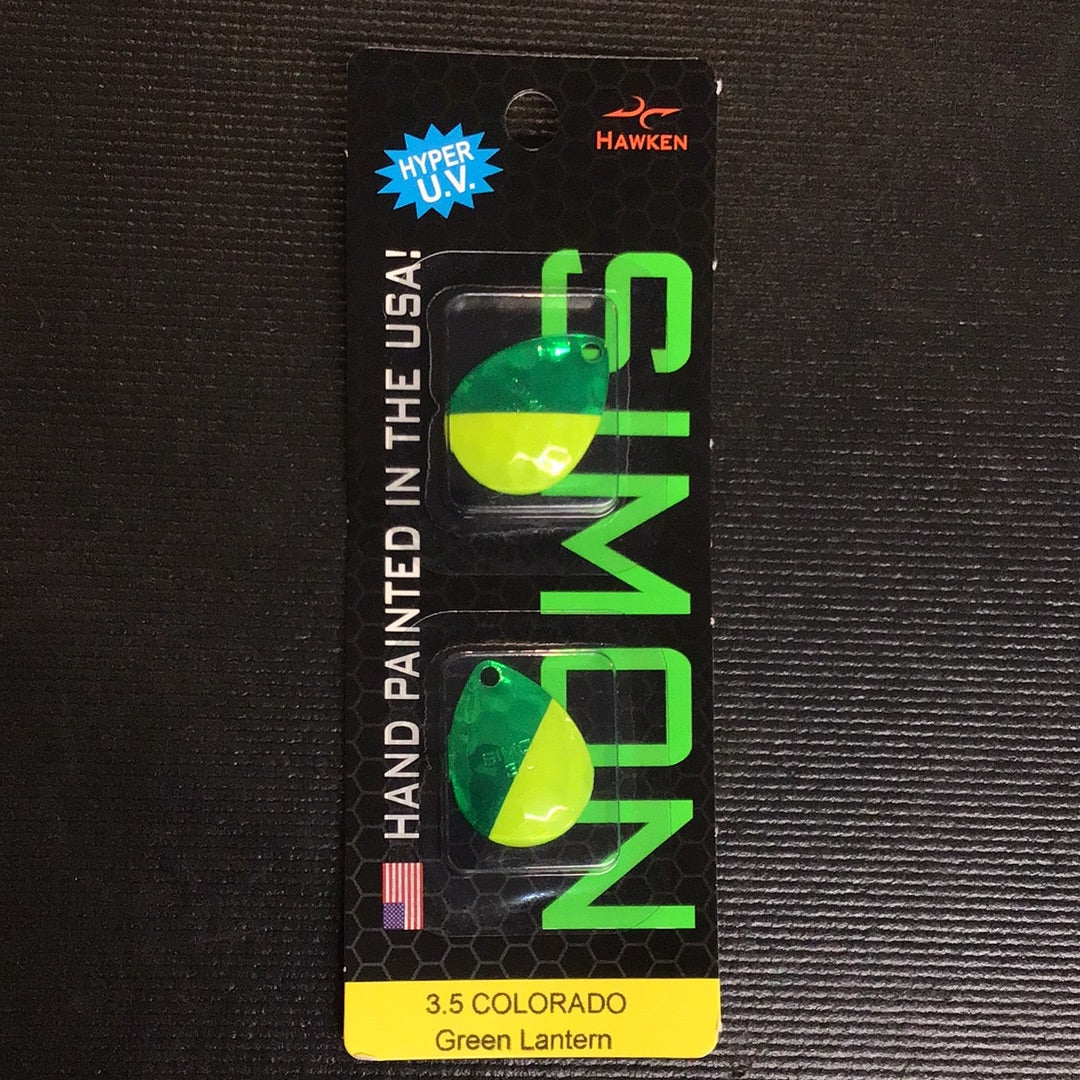 HYPER
U.V.
HAWKEN
HAND PAINTED IN THE USA!
SIMON
3.5 COLORADO
Green Lantern